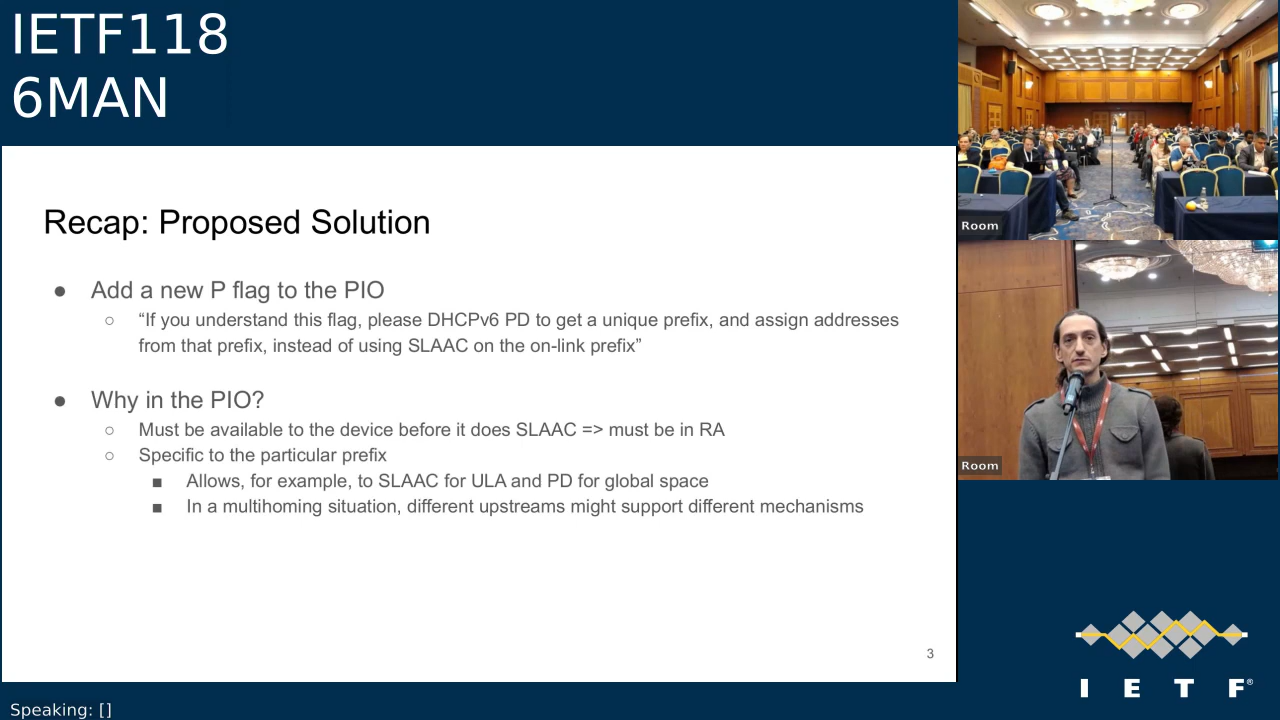 IETF118
6MAN
Recap: Proposed Solution
● Add a new P flag to the PIO
○ “If you understand this flag, please DHCPv6 PD to get a unique prefix, and assign addresses
from that prefix, instead of using SLAAC on the on-link prefix”
● Why in the PIO?
○ Must be available to the device before it does SLAAC => must be in RA
○ Specific to the particular prefix
■ Allows, for example, to SLAAC for ULA and PD for global space
■ In a multihoming situation, different upstreams might support different mechanisms
3
Room
Room
I E T F®
Speaking: []